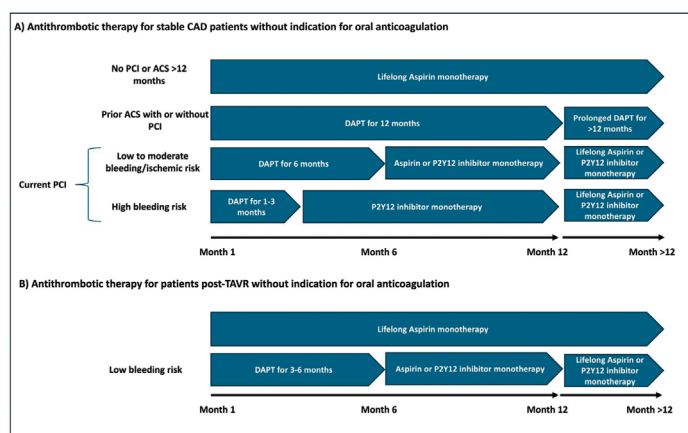 A) Antithrombotic therapy for stable CAD patients without indication for oral anticoagulation
No PCI or ACS >12
months
Lifelong Aspirin monotherapy
Prior ACS with or without
PCI
DAPT for 12 months
Prolonged DAPT for
>12 months
Current PCI
Low to moderate
bleeding/ischemic risk
DAPT for 6 months
Aspirin or P2Y12 inhibitor monotherapy
Lifelong Aspirin or
P2Y12 inhibitor
monotherapy
High bleeding risk
DAPT for 1-3
months
P2Y12 inhibitor monotherapy
Lifelong Aspirin or
P2Y12 inhibitor
monotherapy
Month 1
Month 6
Month 12
Month >12
B) Antithrombotic therapy for patients post-TAVR without indication for oral anticoagulation
Lifelong Aspirin monotherapy
Low bleeding risk
DAPT for 3-6 months
Aspirin or P2Y12 inhibitor monotherapy
Lifelong Aspirin or
P2Y12 inhibitor
monotherapy
Month 1
Month 6
Month 12
Month >12